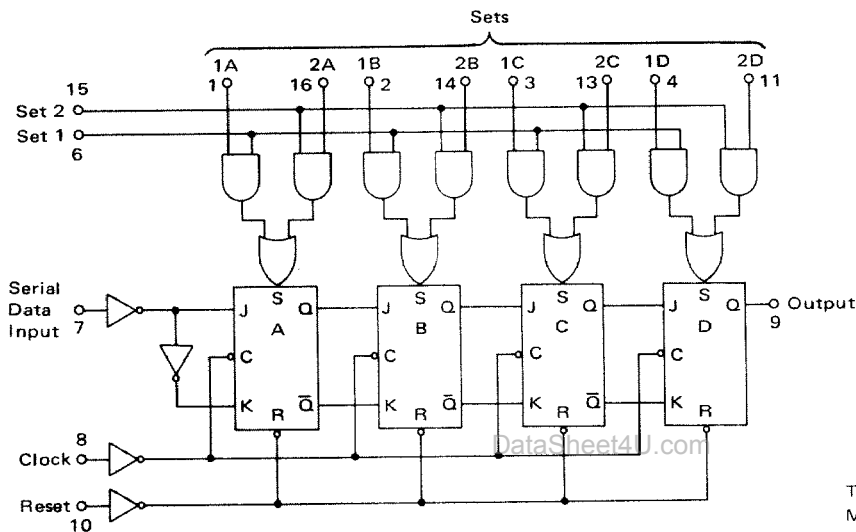 Sets
1A 2A 1B 2B 1C 2C 1D 2D
1 16 2 14 3 13 4 11
15
Set 2
Set 1
6
Serial
Data
Input
7
S S S S
J Q J Q J Q J Q Output
9
A B C D
C C C C
K Q̅ K Q̅ K Q̅ K
R R R R
DataSheet4U.com
8
Clock
Reset
10
T
M